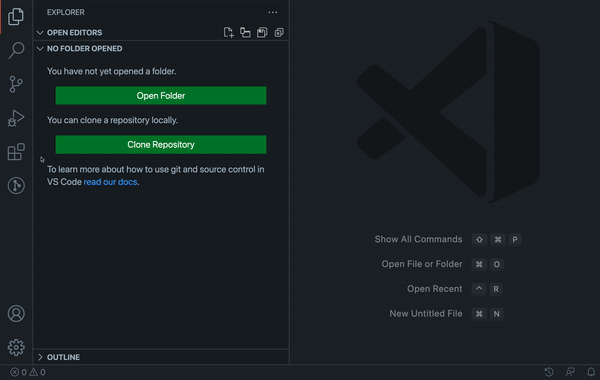 EXPLORER
OPEN EDITORS
NO FOLDER OPENED
You have not yet opened a folder.
Open Folder
You can clone a repository locally.
Clone Repository
To learn more about how to use git and source control in
VS Code read our docs.
Show All Commands ⇧ ⌘ P
Open File or Folder ⌘ O
Open Recent ⌃ R
New Untitled File ⌘ N
OUTLINE
0 0